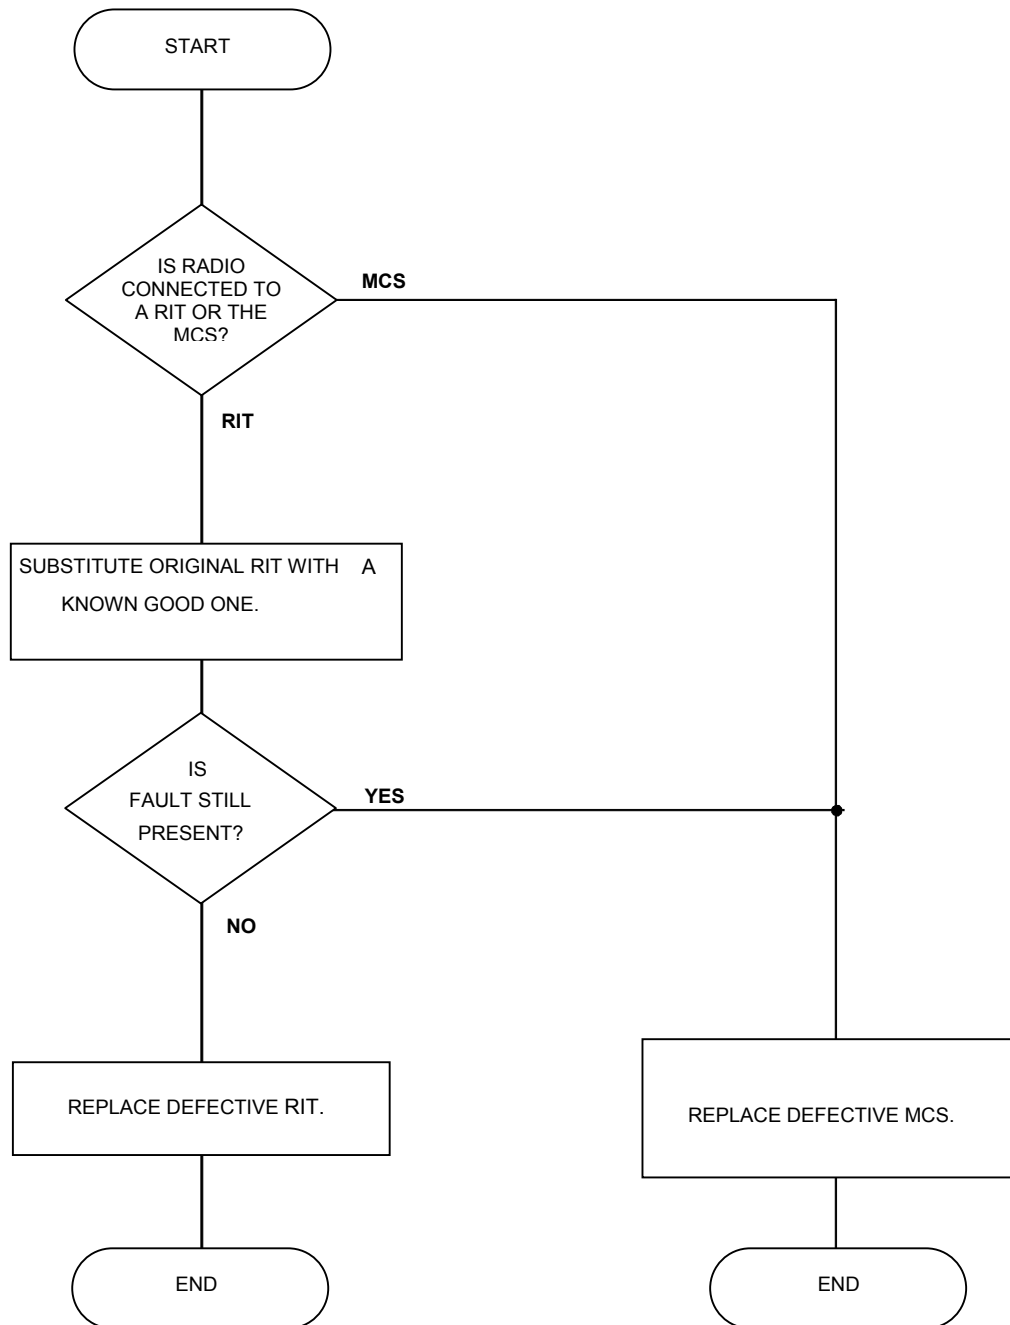 START
IS RADIO
CONNECTED TO
A RIT OR THE
MCS?
MCS
RIT
SUBSTITUTE ORIGINAL RIT WITH A
KNOWN GOOD ONE.
IS
FAULT STILL
PRESENT?
YES
NO
REPLACE DEFECTIVE RIT.
REPLACE DEFECTIVE MCS.
END
END